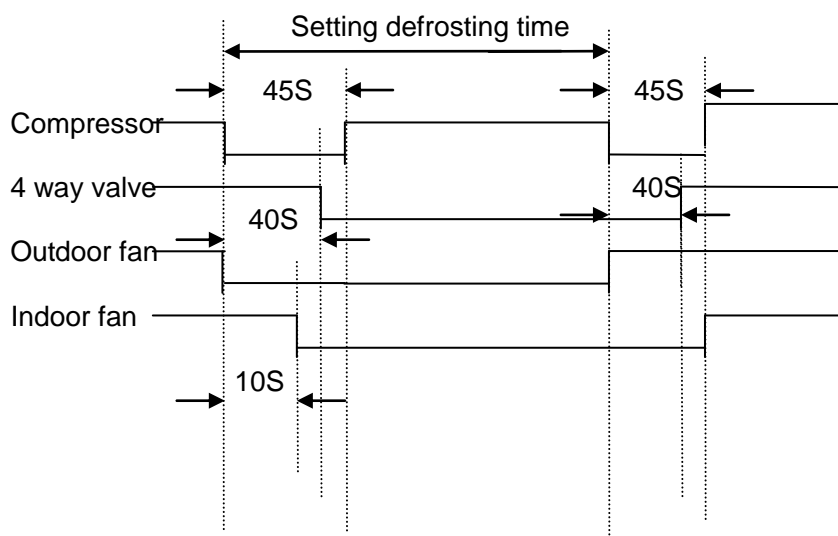 Setting defrosting time
45S 45S
Compressor
4 way valve 40S
40S
Outdoor fan
Indoor fan
10S